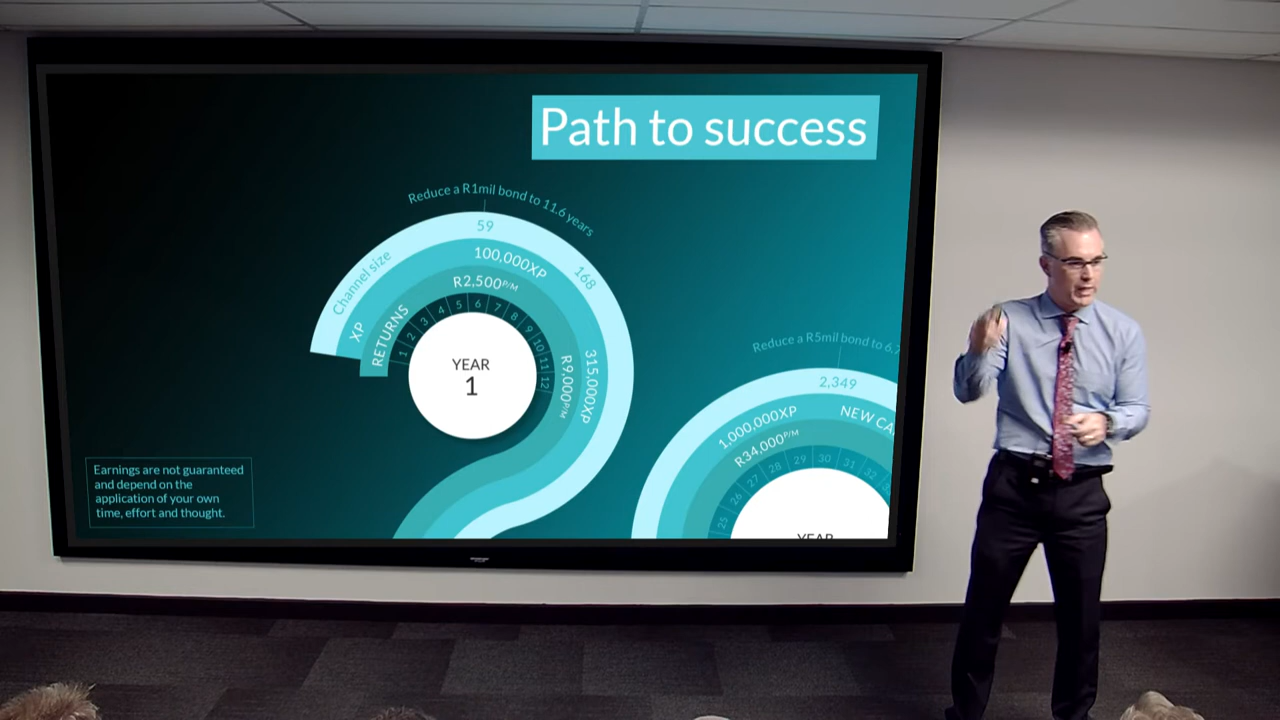 Path to success
Reduce a R1mil bond to 11.6 years
59
168
Channel size
100,000XP
315,000XP
XP
R2,500P/M
R9,000P/M
RETURNS
1 2 3 4 5 6 7 8 9 10 11 12
YEAR
1
Reduce a R5mil bond to 6.7
2,349
1,000,000XP
NEW CA
R34,000P/M
25 26 27 28 29 30 31 32
YEAR
Earnings are not guaranteed
and depend on the
application of your own
time, effort and thought.